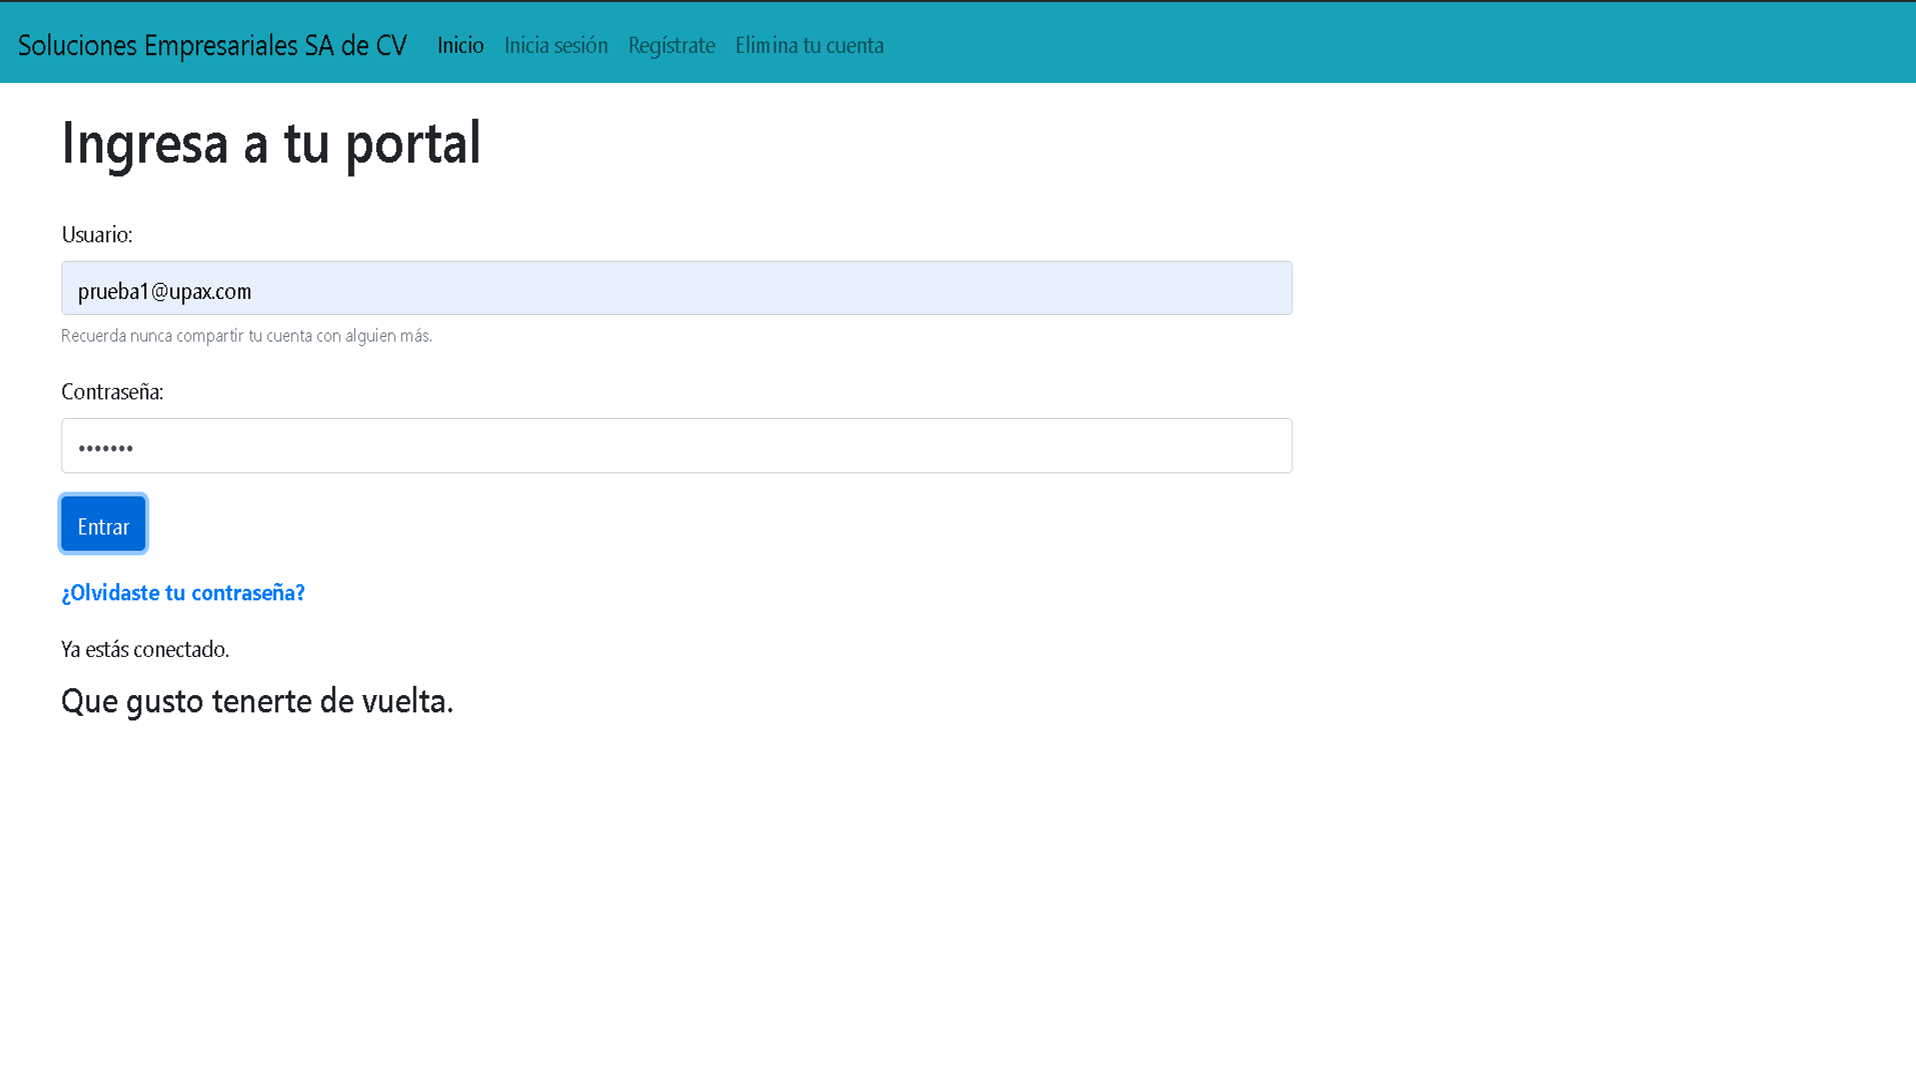 Soluciones Empresariales SA de CV Inicio Inicia sesión Regístrate Elimina tu cuenta
Ingresa a tu portal
Usuario:
prueba1@upax.com
Recuerda nunca compartir tu cuenta con alguien más.
Contraseña:
•••••••
Entrar
¿Olvidaste tu contraseña?
Ya estás conectado.
Que gusto tenerte de vuelta.